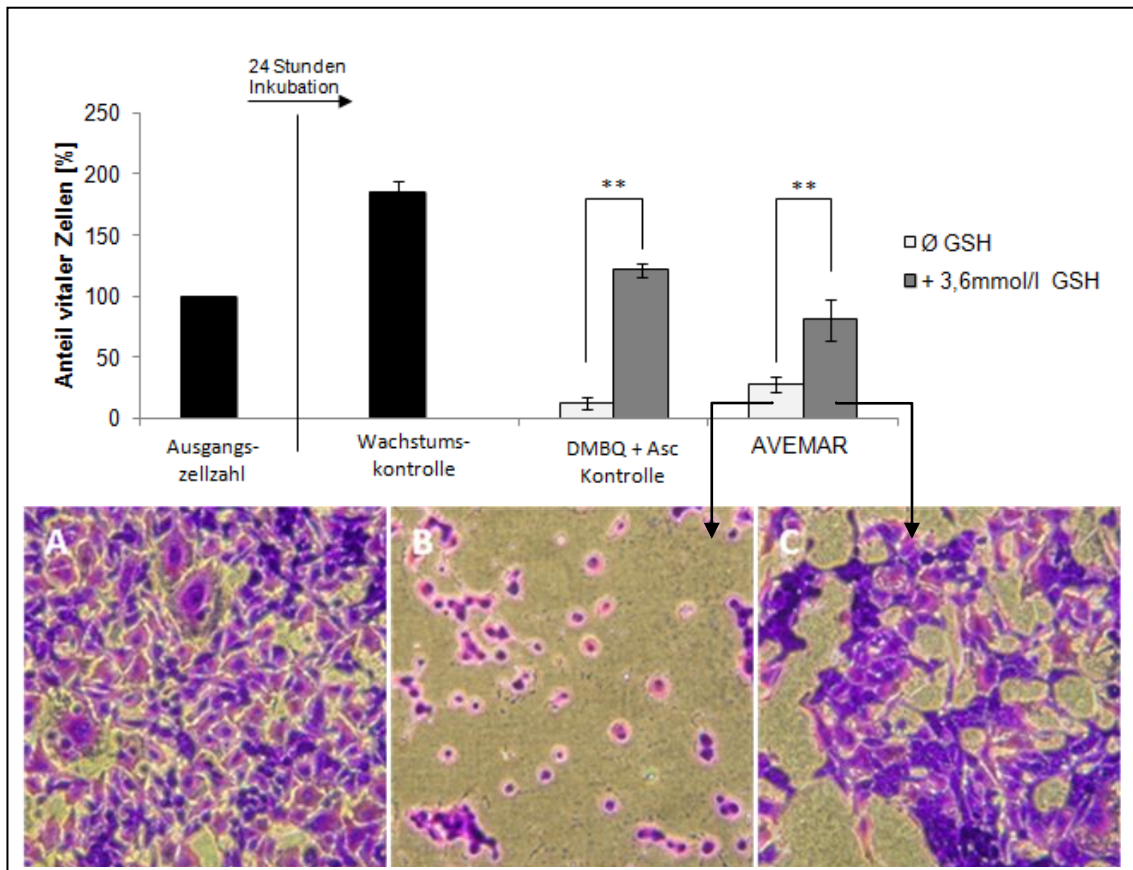 24 Stunden
Inkubation
250
200
150
100
50
0
Anteil vitaler Zellen [%]
**
**
Ø GSH
+ 3,6mmol/l GSH
Ausgangs-
zellzahl
Wachstums-
kontrolle
DMBQ + Asc
Kontrolle
AVEMAR
A
B
C